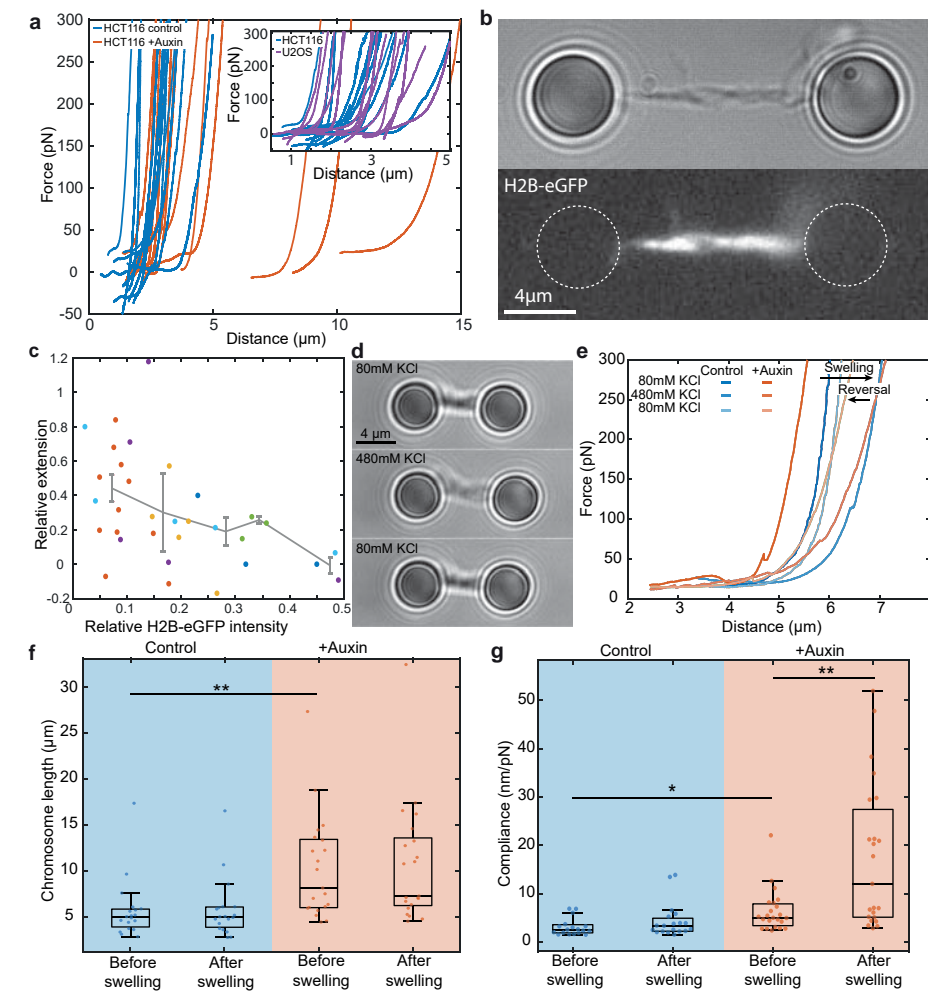 a
HCT116 control
HCT116 +Auxin
300
250
200
150
100
50
0
-50
Force (pN)
0
5
10
15
Distance (µm)
HCT116
U2OS
300
200
100
0
Force (pN)
1
3
5
Distance (µm)
b
H2B-eGFP
4µm
c
1.2
1
0.8
0.6
0.4
0.2
0
-0.2
Relative extension
0
0.1
0.2
0.3
0.4
0.5
Relative H2B-eGFP intensity
d
80mM KCl
4 µm
480mM KCl
80mM KCl
e
300
250
200
150
100
50
0
Force (pN)
Control +Auxin
80mM KCl
480mM KCl
80mM KCl
Swelling
Reversal
2
3
4
5
6
7
Distance (µm)
f
Control
+Auxin
**
30
25
20
15
10
5
Chromosome length (µm)
Before swelling
After swelling
Before swelling
After swelling
g
Control
+Auxin
**
*
50
40
30
20
10
0
Compliance (nm/pN)
Before swelling
After swelling
Before swelling
After swelling